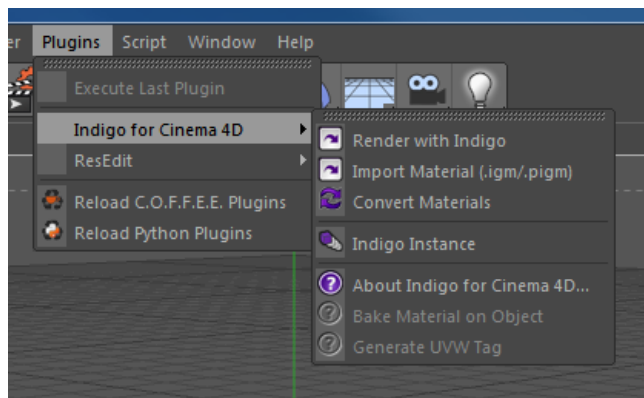 er Plugins Script Window Help
Execute Last Plugin
Indigo for Cinema 4D
ResEdit
Reload C.O.F.F.E.E. Plugins
Reload Python Plugins
Render with Indigo
Import Material (.igm/.pigm)
Convert Materials
Indigo Instance
About Indigo for Cinema 4D...
Bake Material on Object
Generate UVW Tag